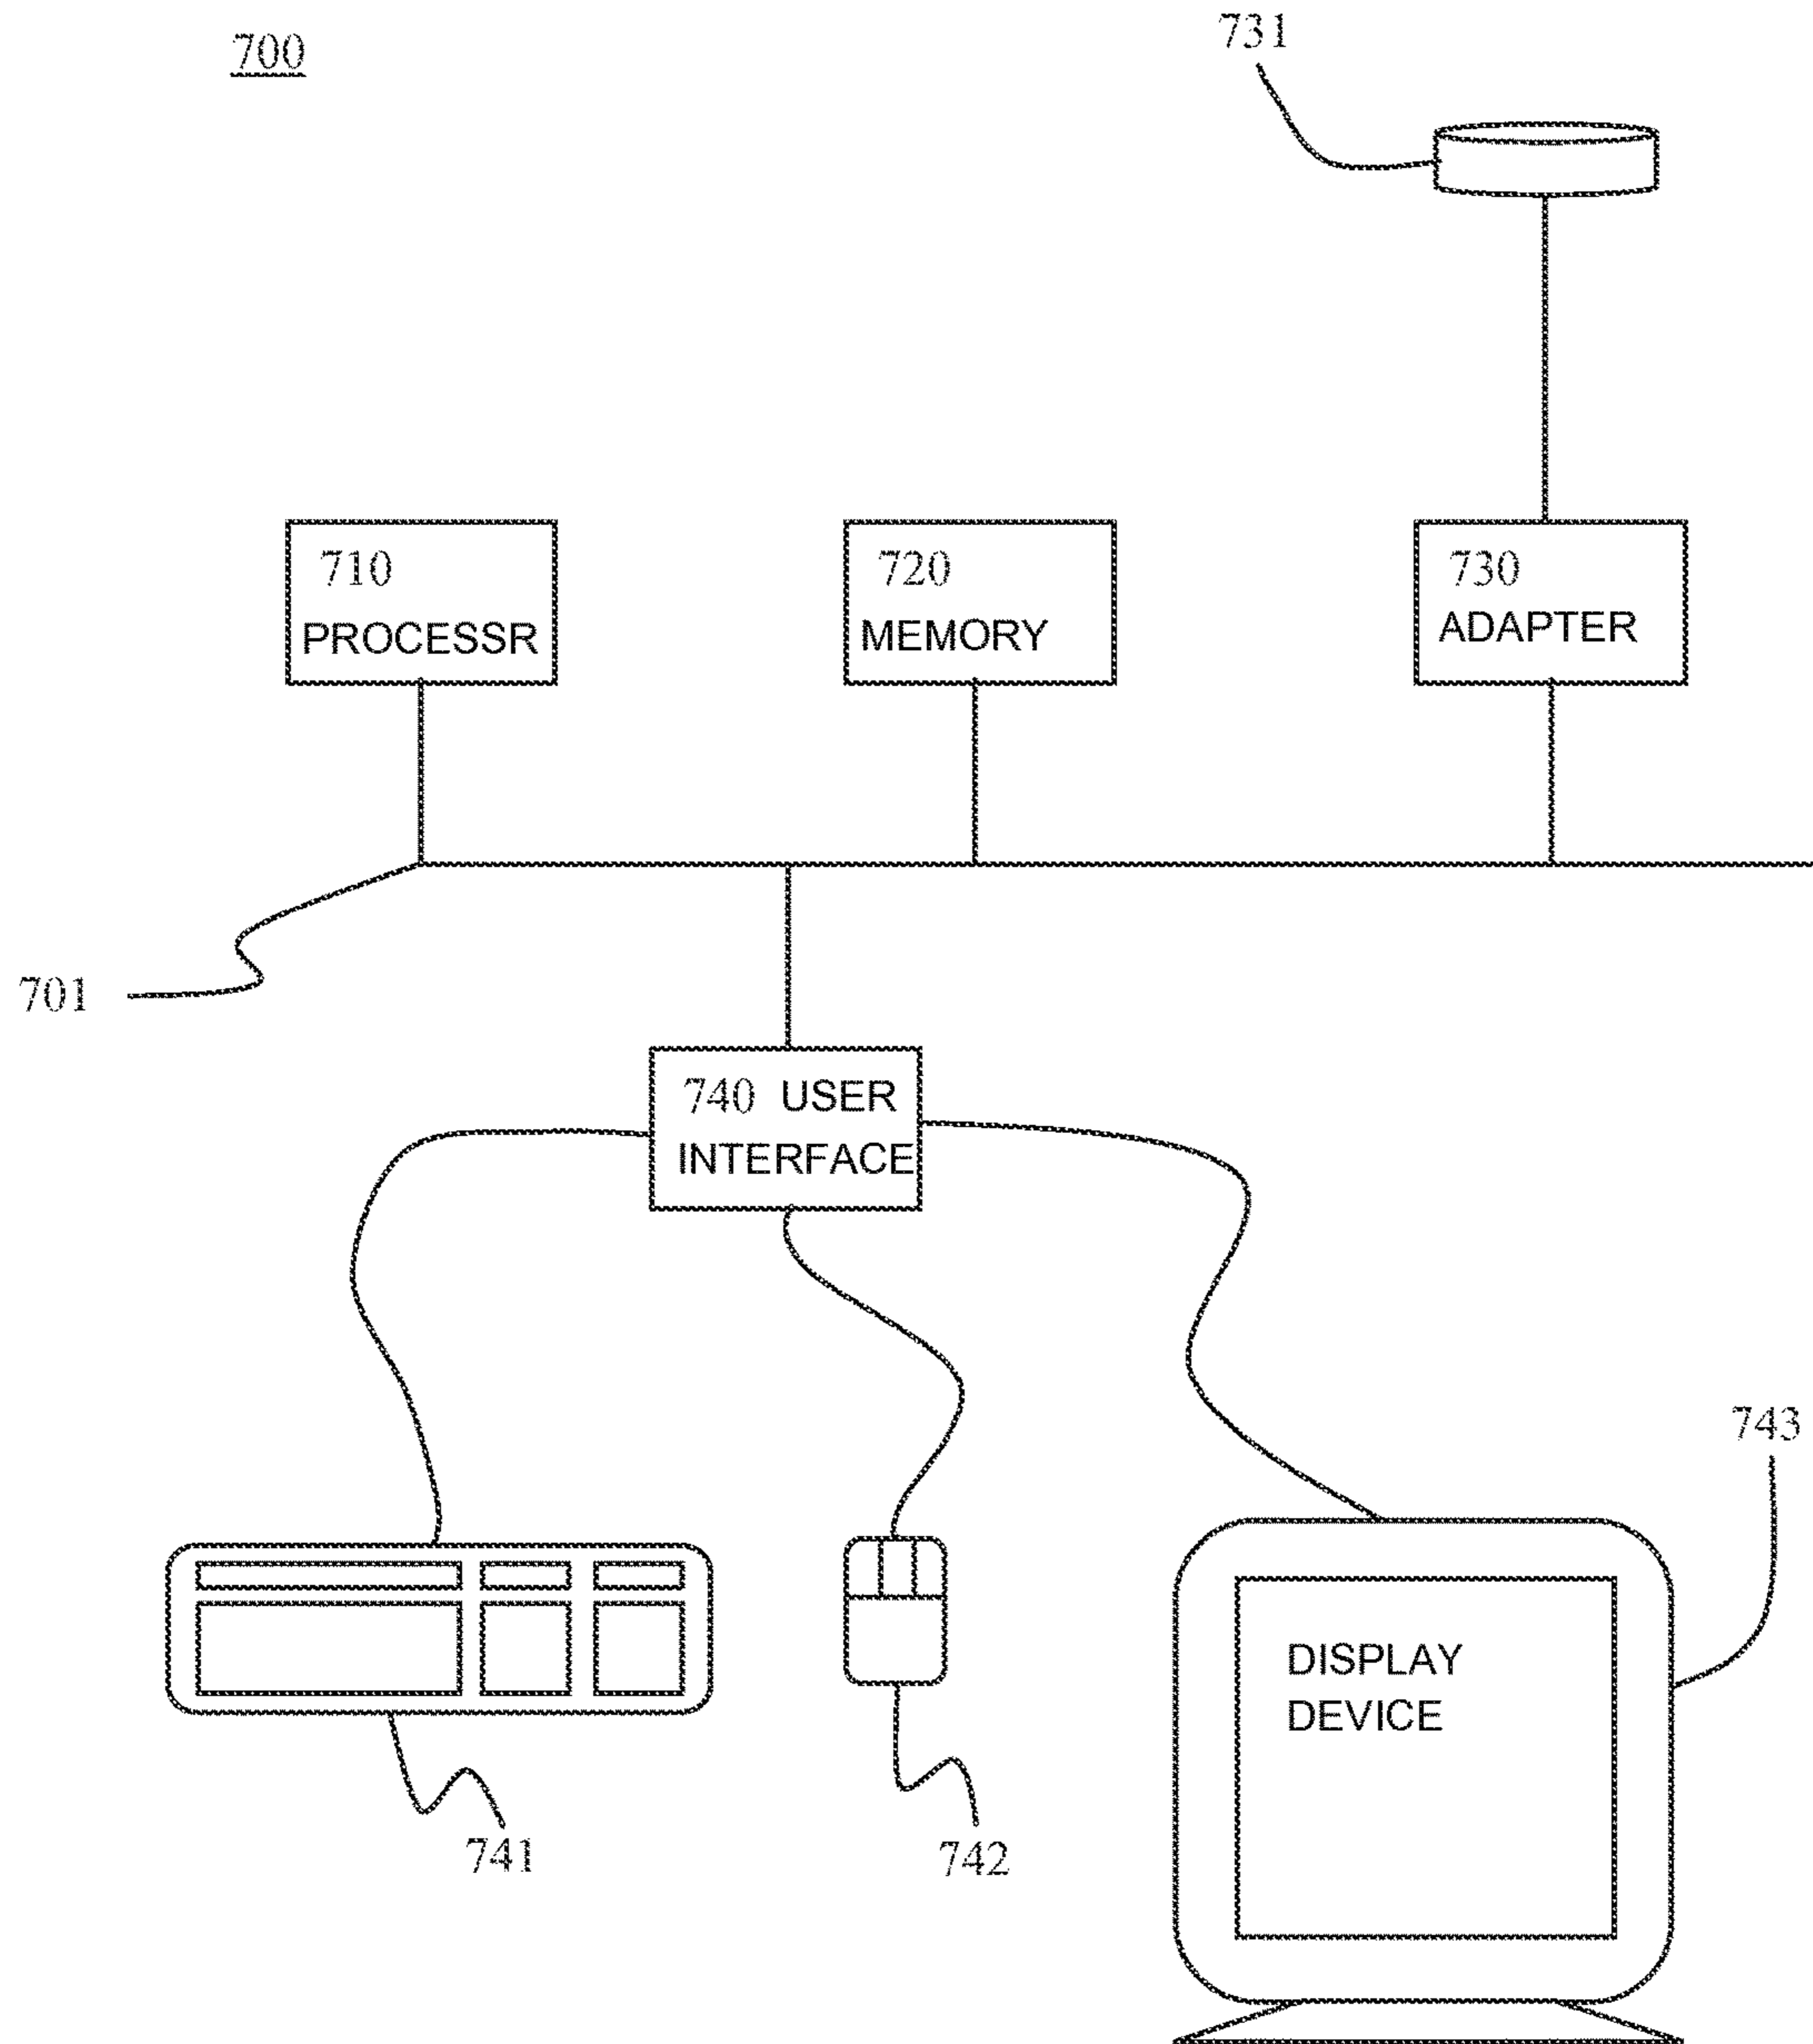 700
731
710
PROCESSR
720
MEMORY
730
ADAPTER
701
740 USER
INTERFACE
743
DISPLAY
DEVICE
741
742